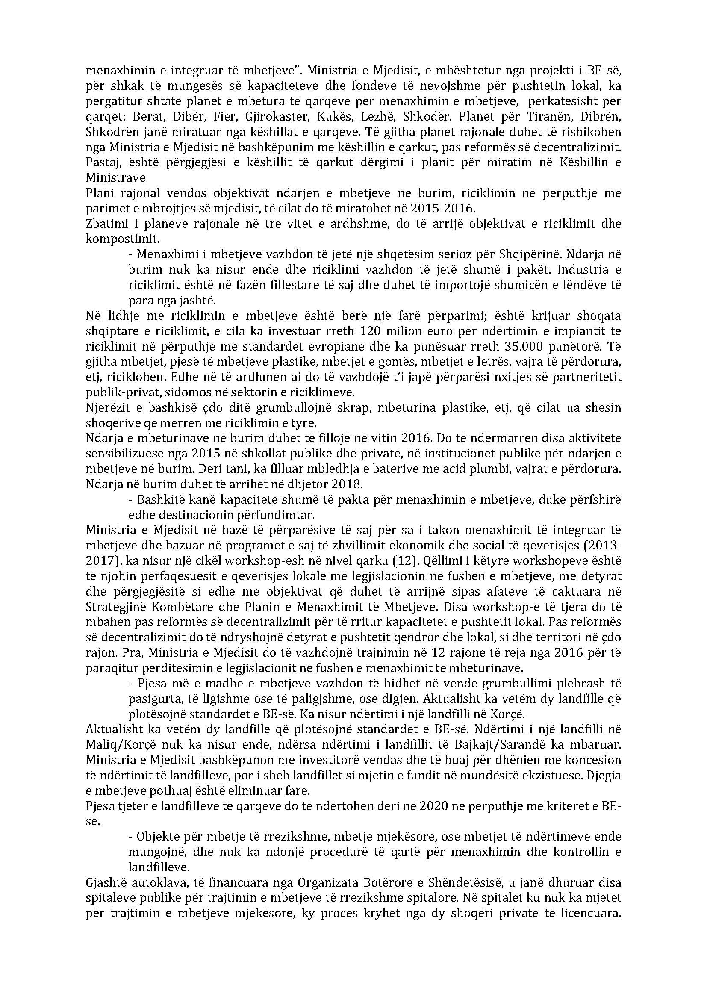 menaxhimin e integruar të mbetjeve”. Ministria e Mjedisit, e mbështetur nga projekti i BE-së,
për shkak të mungesës së kapaciteteve dhe fondeve të nevojshme për pushtetin lokal, ka
përgatitur shtatë planet e mbetura të qarqeve për menaxhimin e mbetjeve, përkatësisht për
qarqet: Berat, Dibër, Fier, Gjirokastër, Kukës, Lezhë, Shkodër. Planet për Tiranën, Dibrën,
Shkodrën janë miratuar nga këshillat e qarqeve. Të gjitha planet rajonale duhet të rishikohen
nga Ministria e Mjedisit në bashkëpunim me këshillin e qarkut, pas reformës së decentralizimit.
Pastaj, është përgjegjësi e këshillit të qarkut dërgimi i planit për miratim në Këshillin e
Ministrave
Plani rajonal vendos objektivat ndarjen e mbetjeve në burim, riciklimin në përputhje me
parimet e mbrojtjes së mjedisit, të cilat do të miratohet në 2015-2016.
Zbatimi i planeve rajonale në tre vitet e ardhshme, do të arrijë objektivat e riciklimit dhe
kompostimit.
- Menaxhimi i mbetjeve vazhdon të jetë një shqetësim serioz për Shqipërinë. Ndarja në
burim nuk ka nisur ende dhe riciklimi vazhdon të jetë shumë i pakët. Industria e
riciklimit është në fazën fillestare të saj dhe duhet të importojë shumicën e lëndëve të
para nga jashtë.
Në lidhje me riciklimin e mbetjeve është bërë një farë përparimi; është krijuar shoqata
shqiptare e riciklimit, e cila ka investuar rreth 120 milion euro për ndërtimin e impiantit të
riciklimit në përputhje me standardet evropiane dhe ka punësuar rreth 35.000 punëtorë. Të
gjitha mbetjet, pjesë të mbetjeve plastike, mbetjet e gomës, mbetjet e letrës, vajra të përdorura,
etj, riciklohen. Edhe në të ardhmen ai do të vazhdojë t’i japë përparësi nxitjes së partneritetit
publik-privat, sidomos në sektorin e riciklimeve.
Njerëzit e bashkisë çdo ditë grumbullojnë skrap, mbeturina plastike, etj, që cilat ua shesin
shoqërive që merren me riciklimin e tyre.
Ndarja e mbeturinave në burim duhet të fillojë në vitin 2016. Do të ndërmarren disa aktivitete
sensibilizuese nga 2015 në shkollat publike dhe private, në institucionet publike për ndarjen e
mbetjeve në burim. Deri tani, ka filluar mbledhja e baterive me acid plumbi, vajrat e përdorura.
Ndarja në burim duhet të arrihet në dhjetor 2018.
- Bashkitë kanë kapacitete shumë të pakta për menaxhimin e mbetjeve, duke përfshirë
edhe destinacionin përfundimtar.
Ministria e Mjedisit në bazë të përparësive të saj për sa i takon menaxhimit të integruar të
mbetjeve dhe bazuar në programet e saj të zhvillimit ekonomik dhe social të qeverisjes (2013-
2017), ka nisur një cikël workshop-esh në nivel qarku (12). Qëllimi i këtyre workshopeve është
të njohin përfaqësuesit e qeverisjes lokale me legjislacionin në fushën e mbetjeve, me detyrat
dhe përgjegjësitë si edhe me objektivat që duhet të arrijnë sipas afateve të caktuara në
Strategjinë Kombëtare dhe Planin e Menaxhimit të Mbetjeve. Disa workshop-e të tjera do të
mbahen pas reformës së decentralizimit për të rritur kapacitetet e pushtetit lokal. Pas reformës
së decentralizimit do të ndryshojnë detyrat e pushtetit qendror dhe lokal, si dhe territori në çdo
rajon. Pra, Ministria e Mjedisit do të vazhdojnë trajnimin në 12 rajone të reja nga 2016 për të
paraqitur përditësimin e legjislacionit në fushën e menaxhimit të mbeturinave.
- Pjesa më e madhe e mbetjeve vazhdon të hidhet në vende grumbullimi plehrash të
pasigurta, të ligjshme ose të paligjshme, ose digjen. Aktualisht ka vetëm dy landfille që
plotësojnë standardet e BE-së. Ka nisur ndërtimi i një landfilli në Korçë.
Aktualisht ka vetëm dy landfille që plotësojnë standardet e BE-së. Ndërtimi i një landfilli në
Maliq/Korçë nuk ka nisur ende, ndërsa ndërtimi i landfillit të Bajkajt/Sarandë ka mbaruar.
Ministria e Mjedisit bashkëpunon me investitorë vendas dhe të huaj për dhënien me koncesion
të ndërtimit të landfilleve, por i sheh landfillet si mjetin e fundit në mundësitë ekzistuese. Djegia
e mbetjeve pothuaj është eliminuar fare.
Pjesa tjetër e landfilleve të qarqeve do të ndërtohen deri në 2020 në përputhje me kriteret e BE-
së.
- Objekte për mbetje të rrezikshme, mbetje mjekësore, ose mbetjet të ndërtimeve ende
mungojnë, dhe nuk ka ndonjë procedurë të qartë për menaxhimin dhe kontrollin e
landfilleve.
Gjashtë autoklava, të financuara nga Organizata Botërore e Shëndetësisë, u janë dhuruar disa
spitaleve publike për trajtimin e mbetjeve të rrezikshme spitalore. Në spitalet ku nuk ka mjetet
për trajtimin e mbetjeve mjekësore, ky proces kryhet nga dy shoqëri private të licencuara.